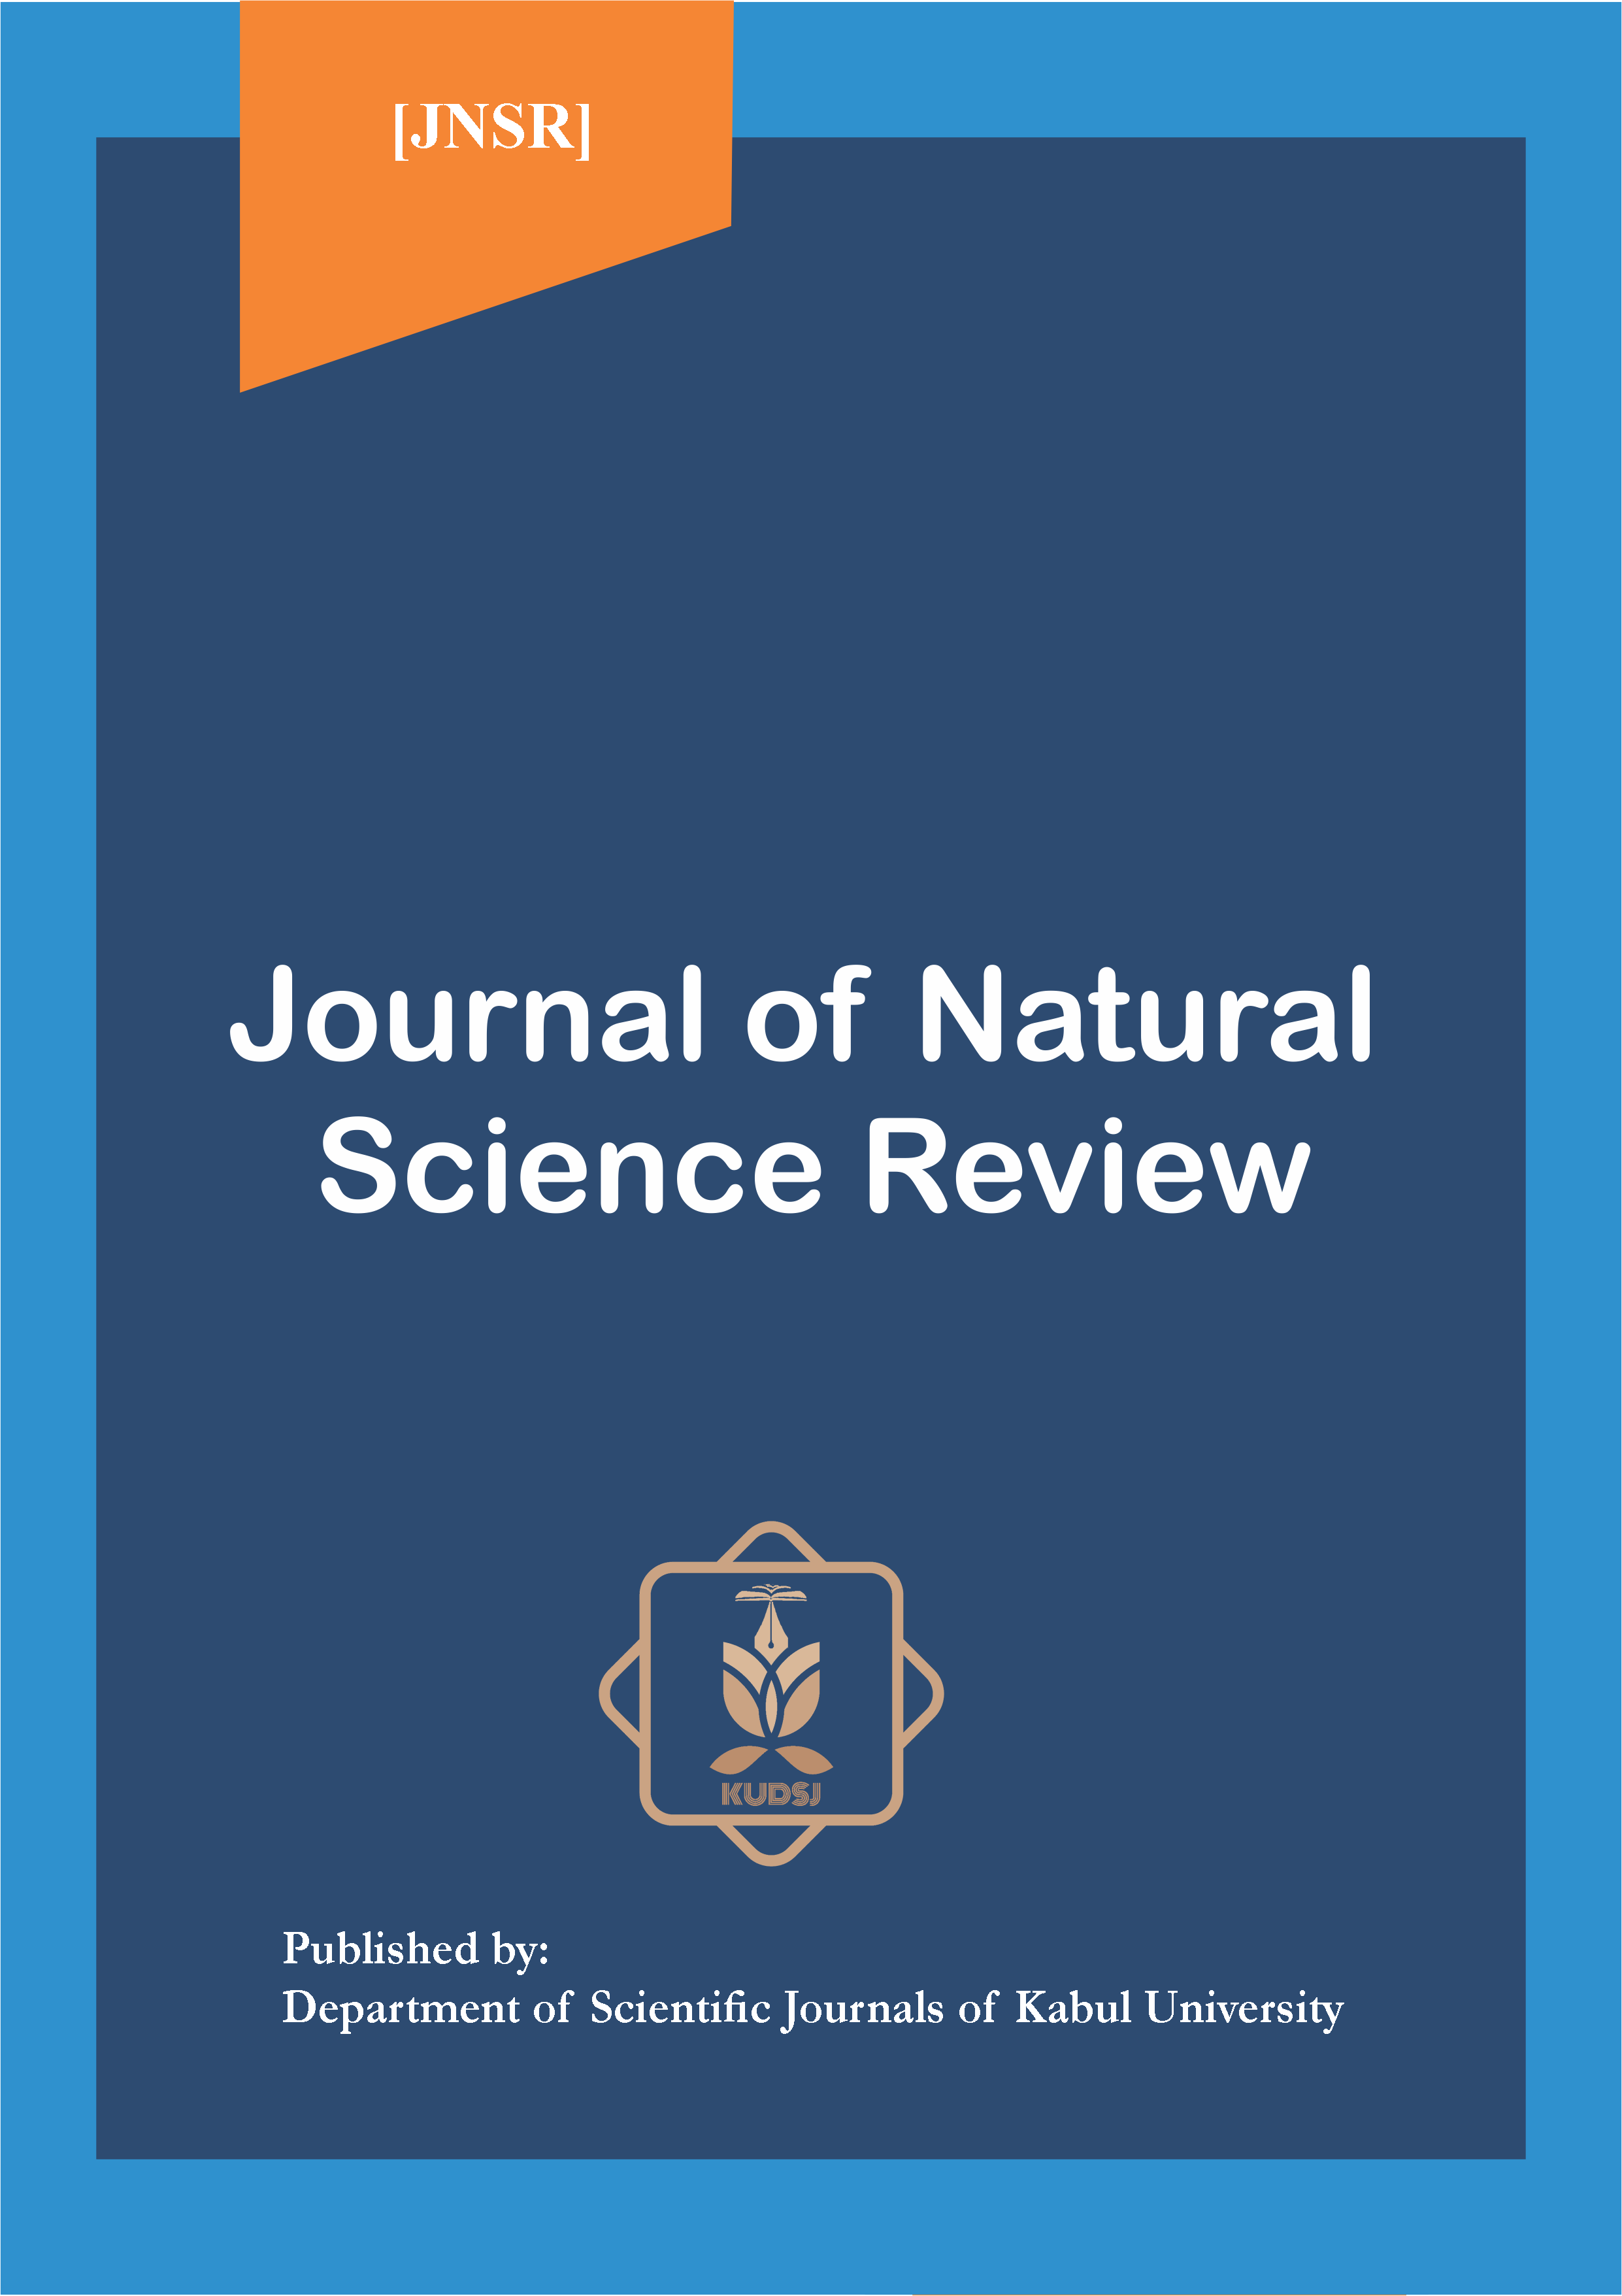 [JNSR]
Journal of Natural
Science Review
KUDSJ
Published by:
Department of Scientific Journals of Kabul University